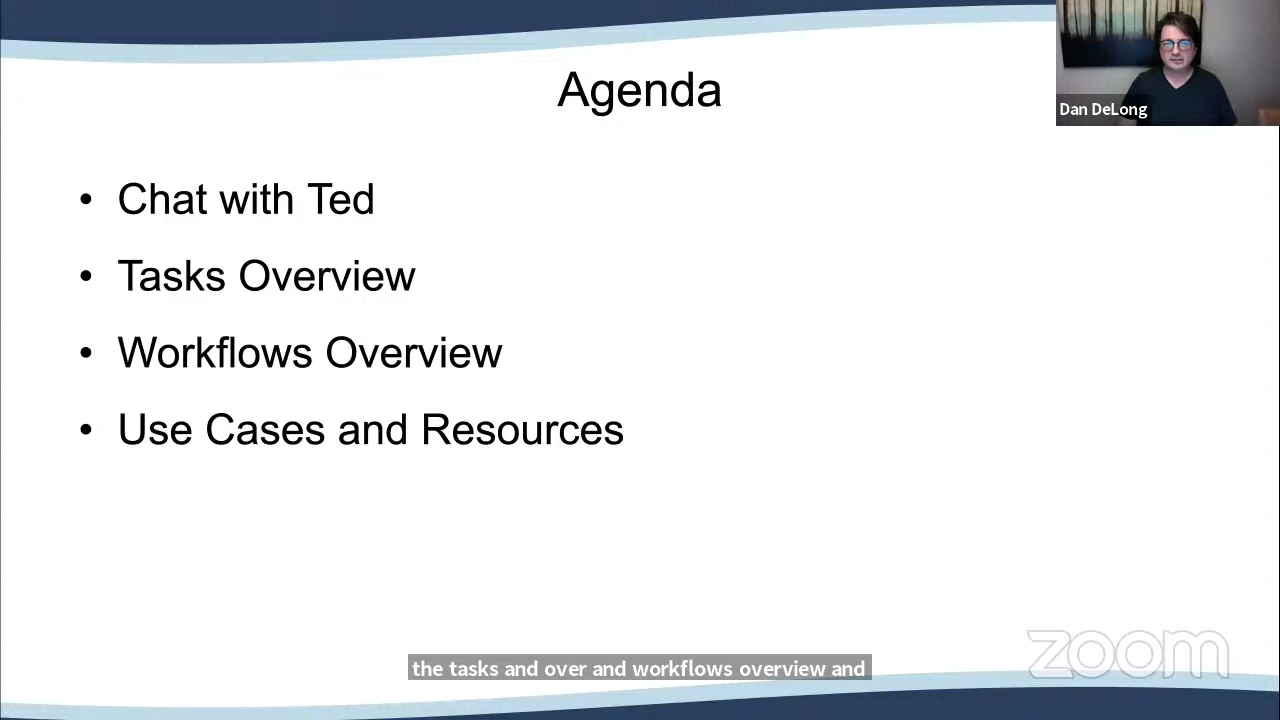 Agenda
Dan DeLong
• Chat with Ted
• Tasks Overview
• Workflows Overview
• Use Cases and Resources
zoom
the tasks and over and workflows overview and